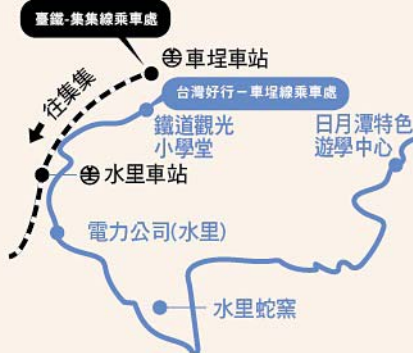 臺鐵-集集線乘車處
車埕車站
台灣好行－車埕線乘車處
往集集
鐵道觀光
小學堂
日月潭特色
遊學中心
水里車站
電力公司(水里)
水里蛇窯